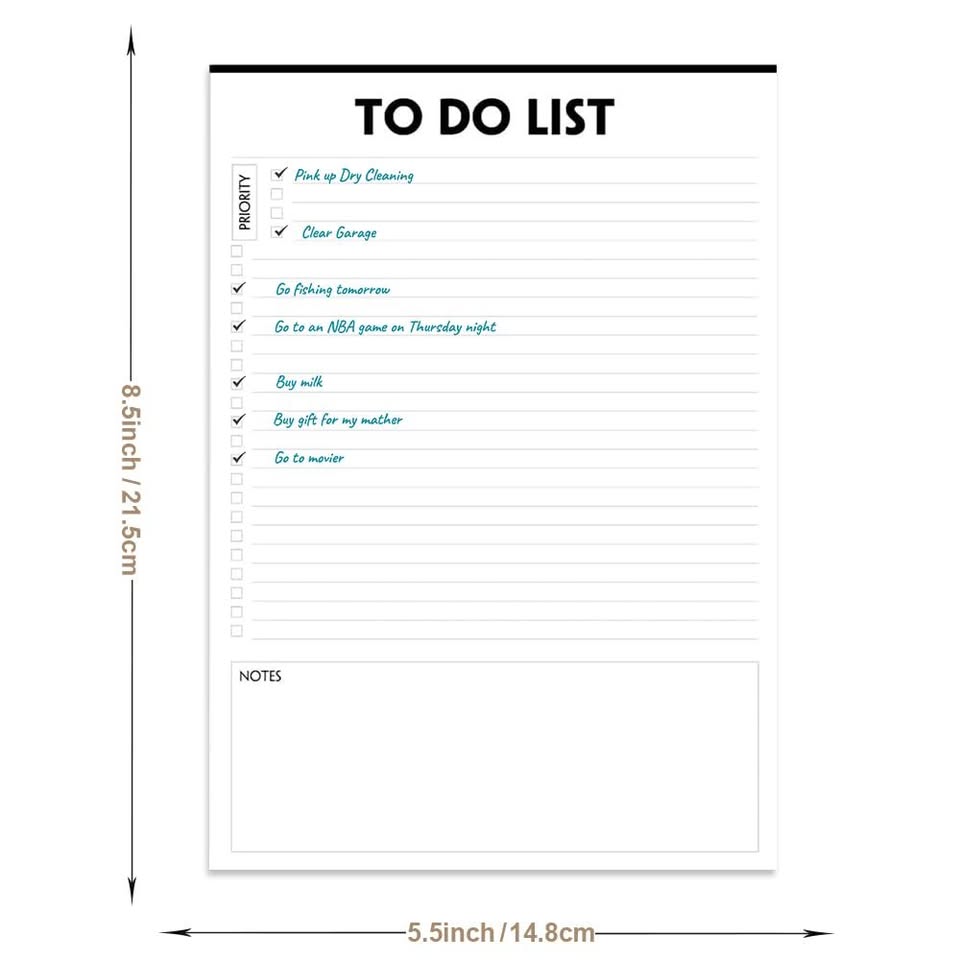 TO DO LIST
PRIORITY
Pink up Dry Cleaning
Clear Garage
Go fishing tomorrow
Go to an NBA game on Thursday night
Buy milk
Buy gift for my mather
Go to movier
NOTES
8.5inch / 21.5cm
5.5inch / 14.8cm